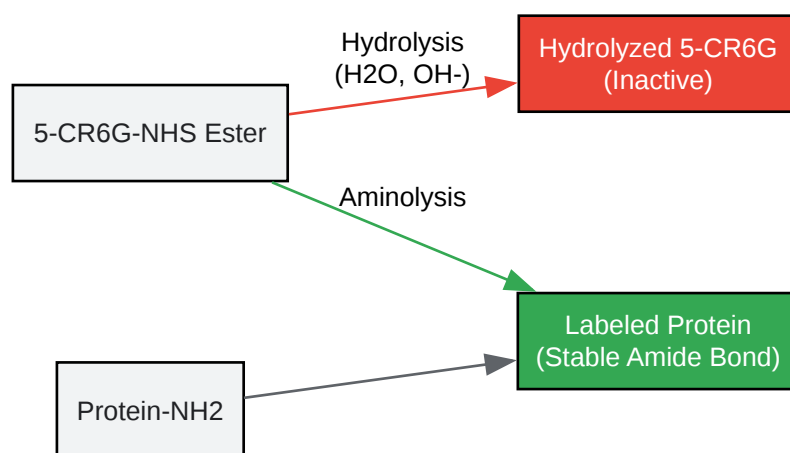 Hydrolysis
(H2O, OH-)
Hydrolyzed 5-CR6G
(Inactive)
5-CR6G-NHS Ester
Aminolysis
Labeled Protein
(Stable Amide Bond)
Protein-NH2